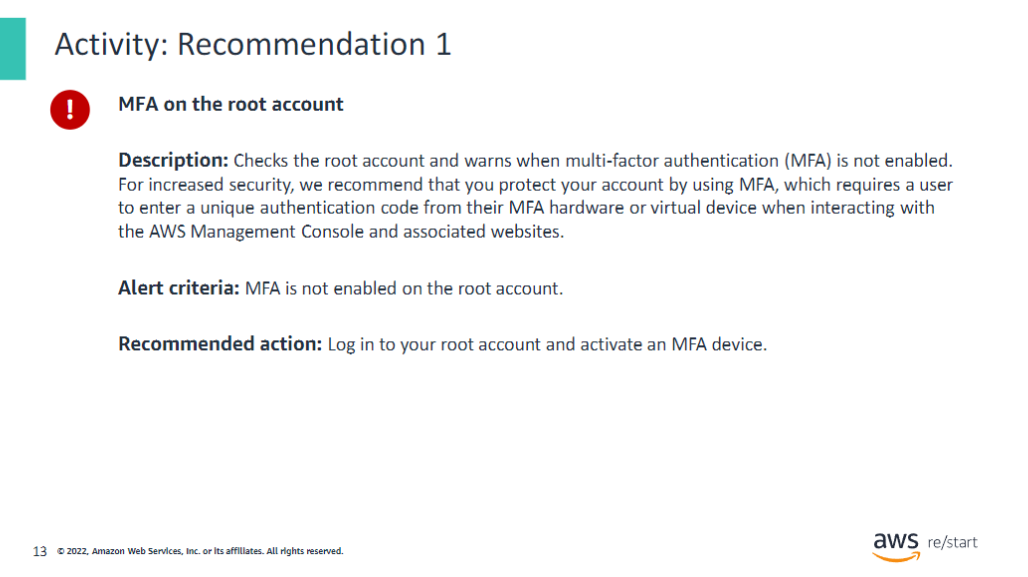 Activity: Recommendation 1
!
MFA on the root account
Description: Checks the root account and warns when multi-factor authentication (MFA) is not enabled.
For increased security, we recommend that you protect your account by using MFA, which requires a user
to enter a unique authentication code from their MFA hardware or virtual device when interacting with
the AWS Management Console and associated websites.
Alert criteria: MFA is not enabled on the root account.
Recommended action: Log in to your root account and activate an MFA device.
13 © 2022, Amazon Web Services, Inc. or its affiliates. All rights reserved.
aws re/start